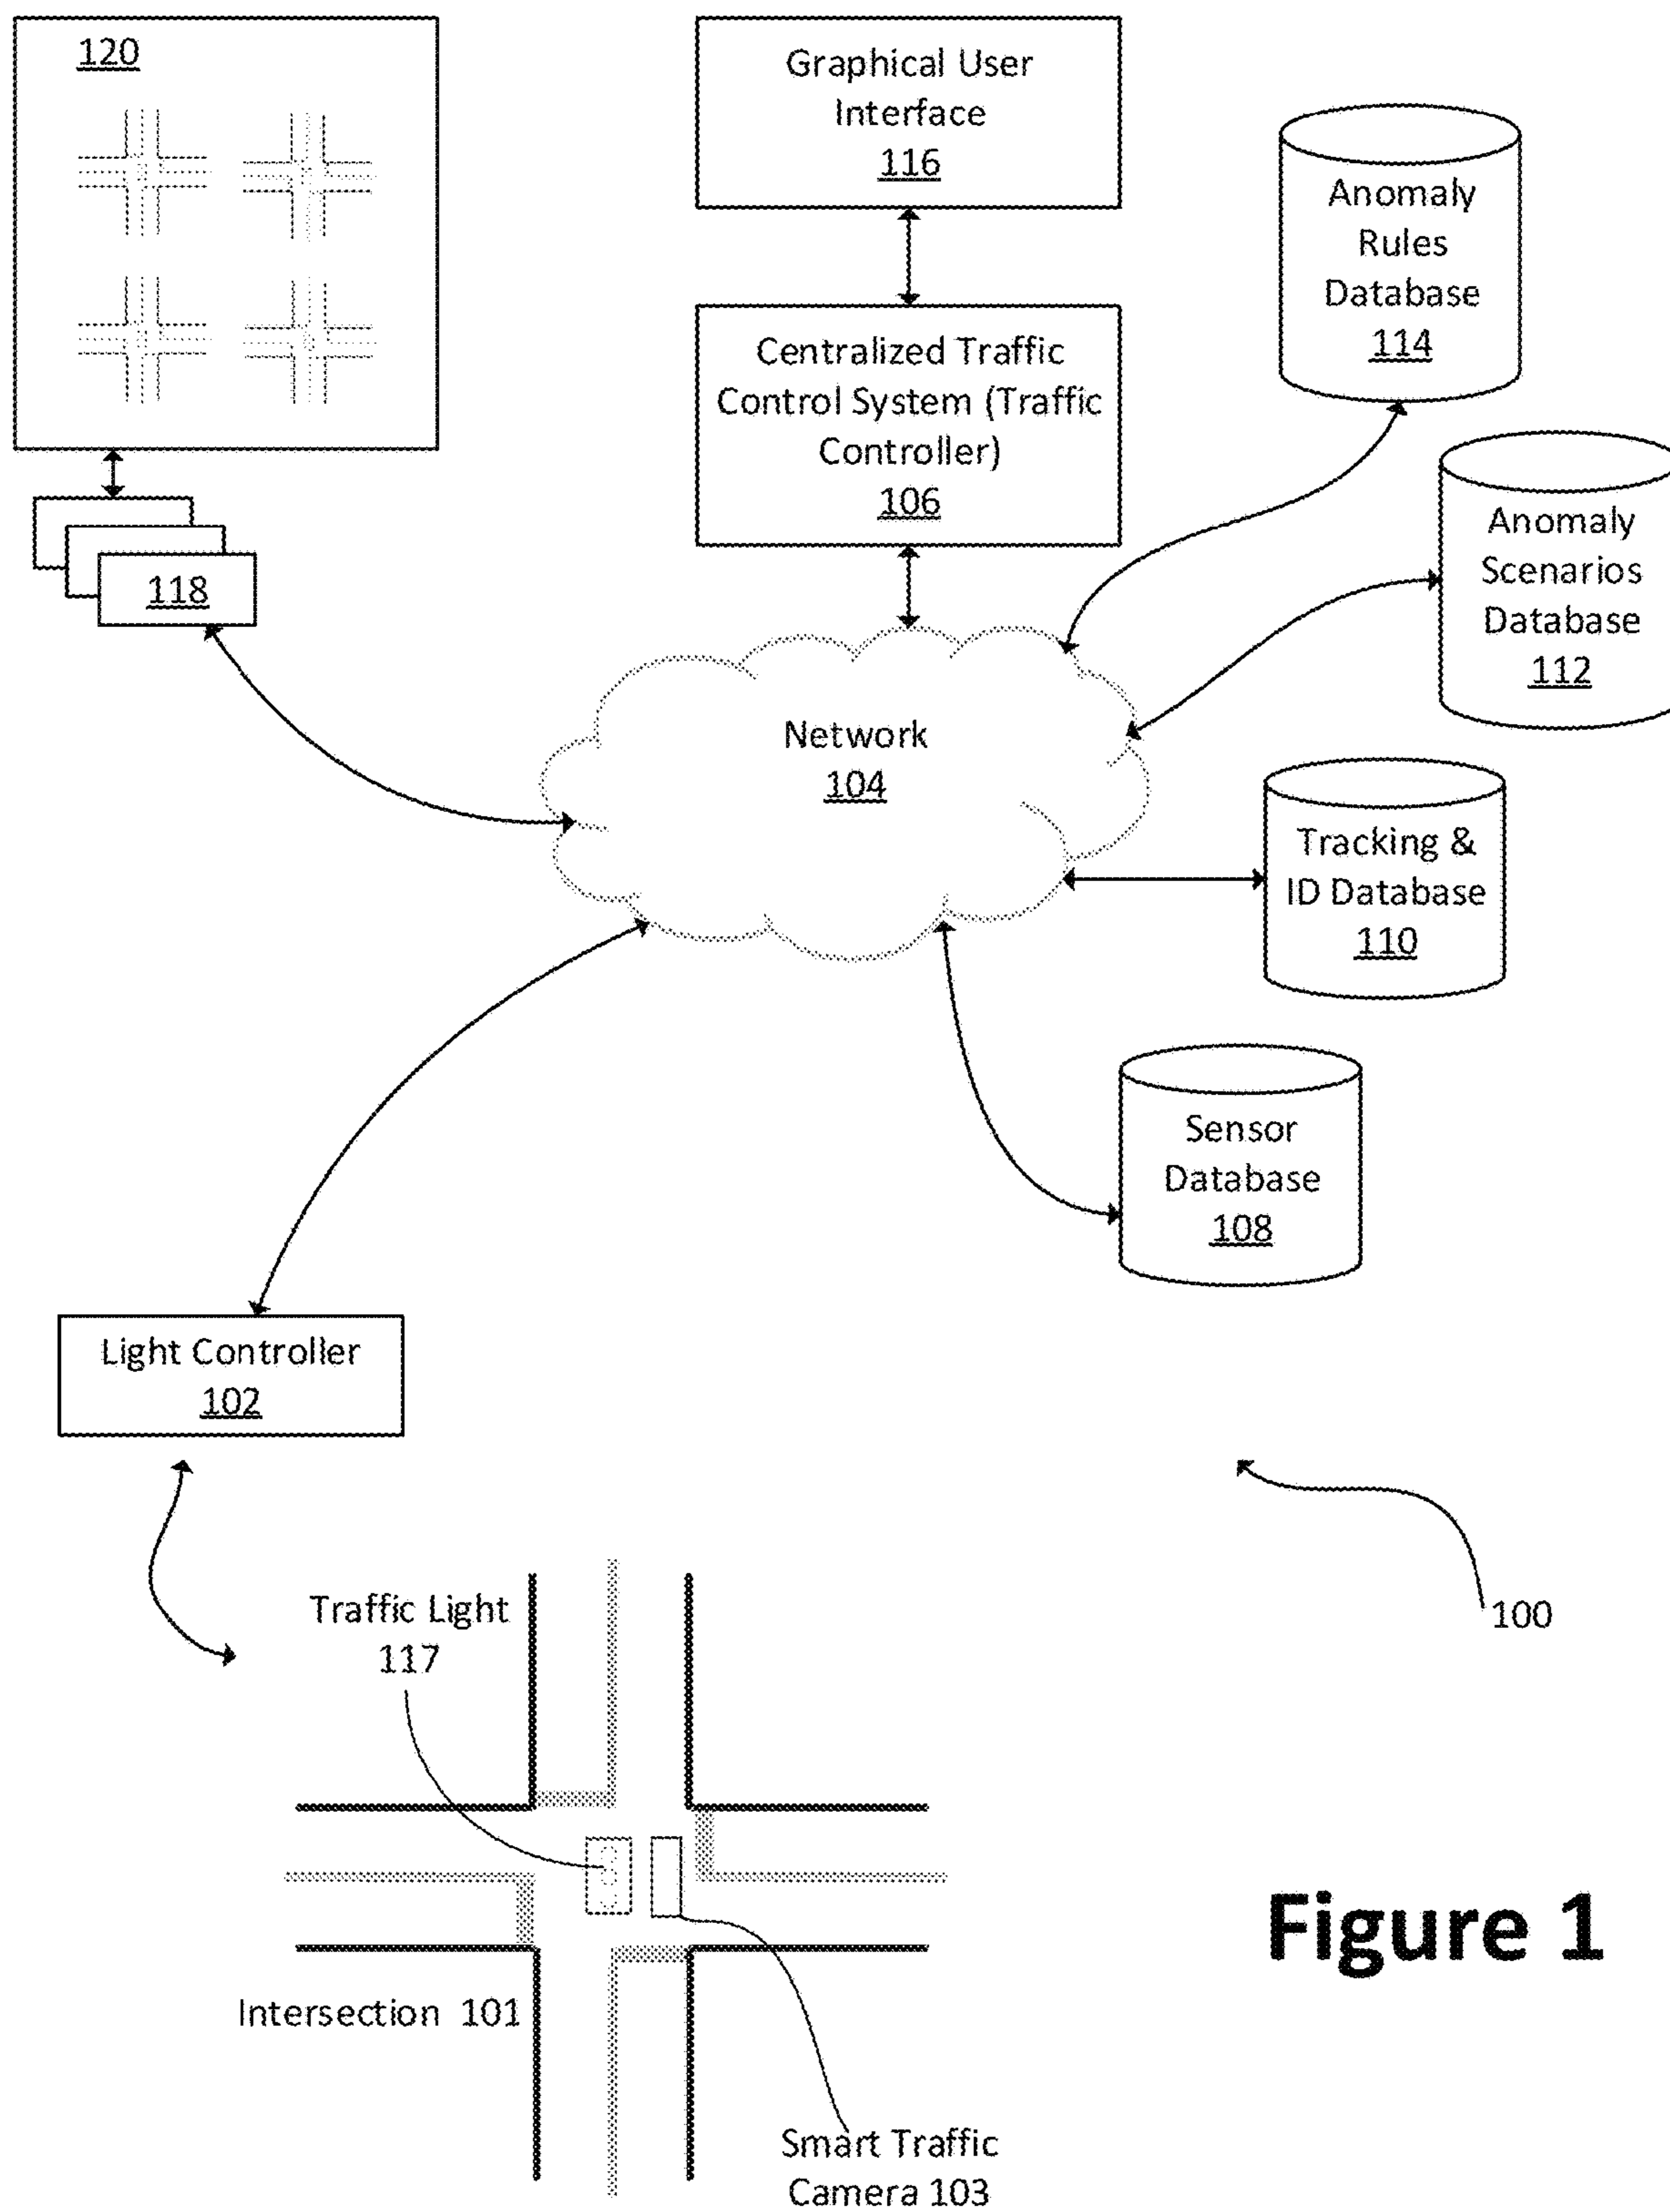 120
Graphical User
Interface
116
Anomaly
Rules
Database
114
Centralized Traffic
Control System (Traffic
Controller)
106
Anomaly
Scenarios
Database
112
118
Network
104
Tracking &
ID Database
110
Sensor
Database
108
Light Controller
102
100
Traffic Light
117
Intersection 101
Smart Traffic
Camera 103
Figure 1